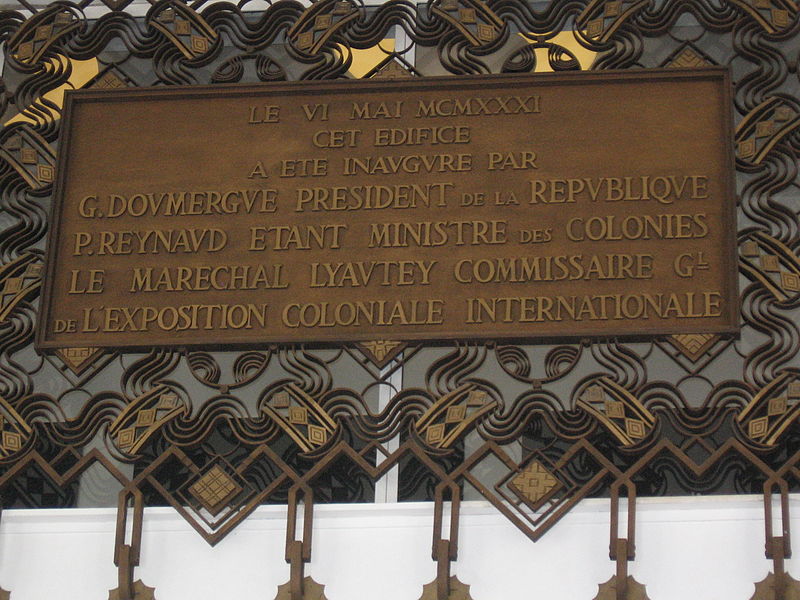 LE VI MAI MCMXXXI
CET EDIFICE
A ETE INAVGVRE PAR
G. DOVMERGVE PRESIDENT DE LA REPVBLIQVE
P. REYNAVD ETANT MINISTRE DES COLONIES
LE MARECHAL LYAVTEY COMMISSAIRE GL
DE L'EXPOSITION COLONIALE INTERNATIONALE